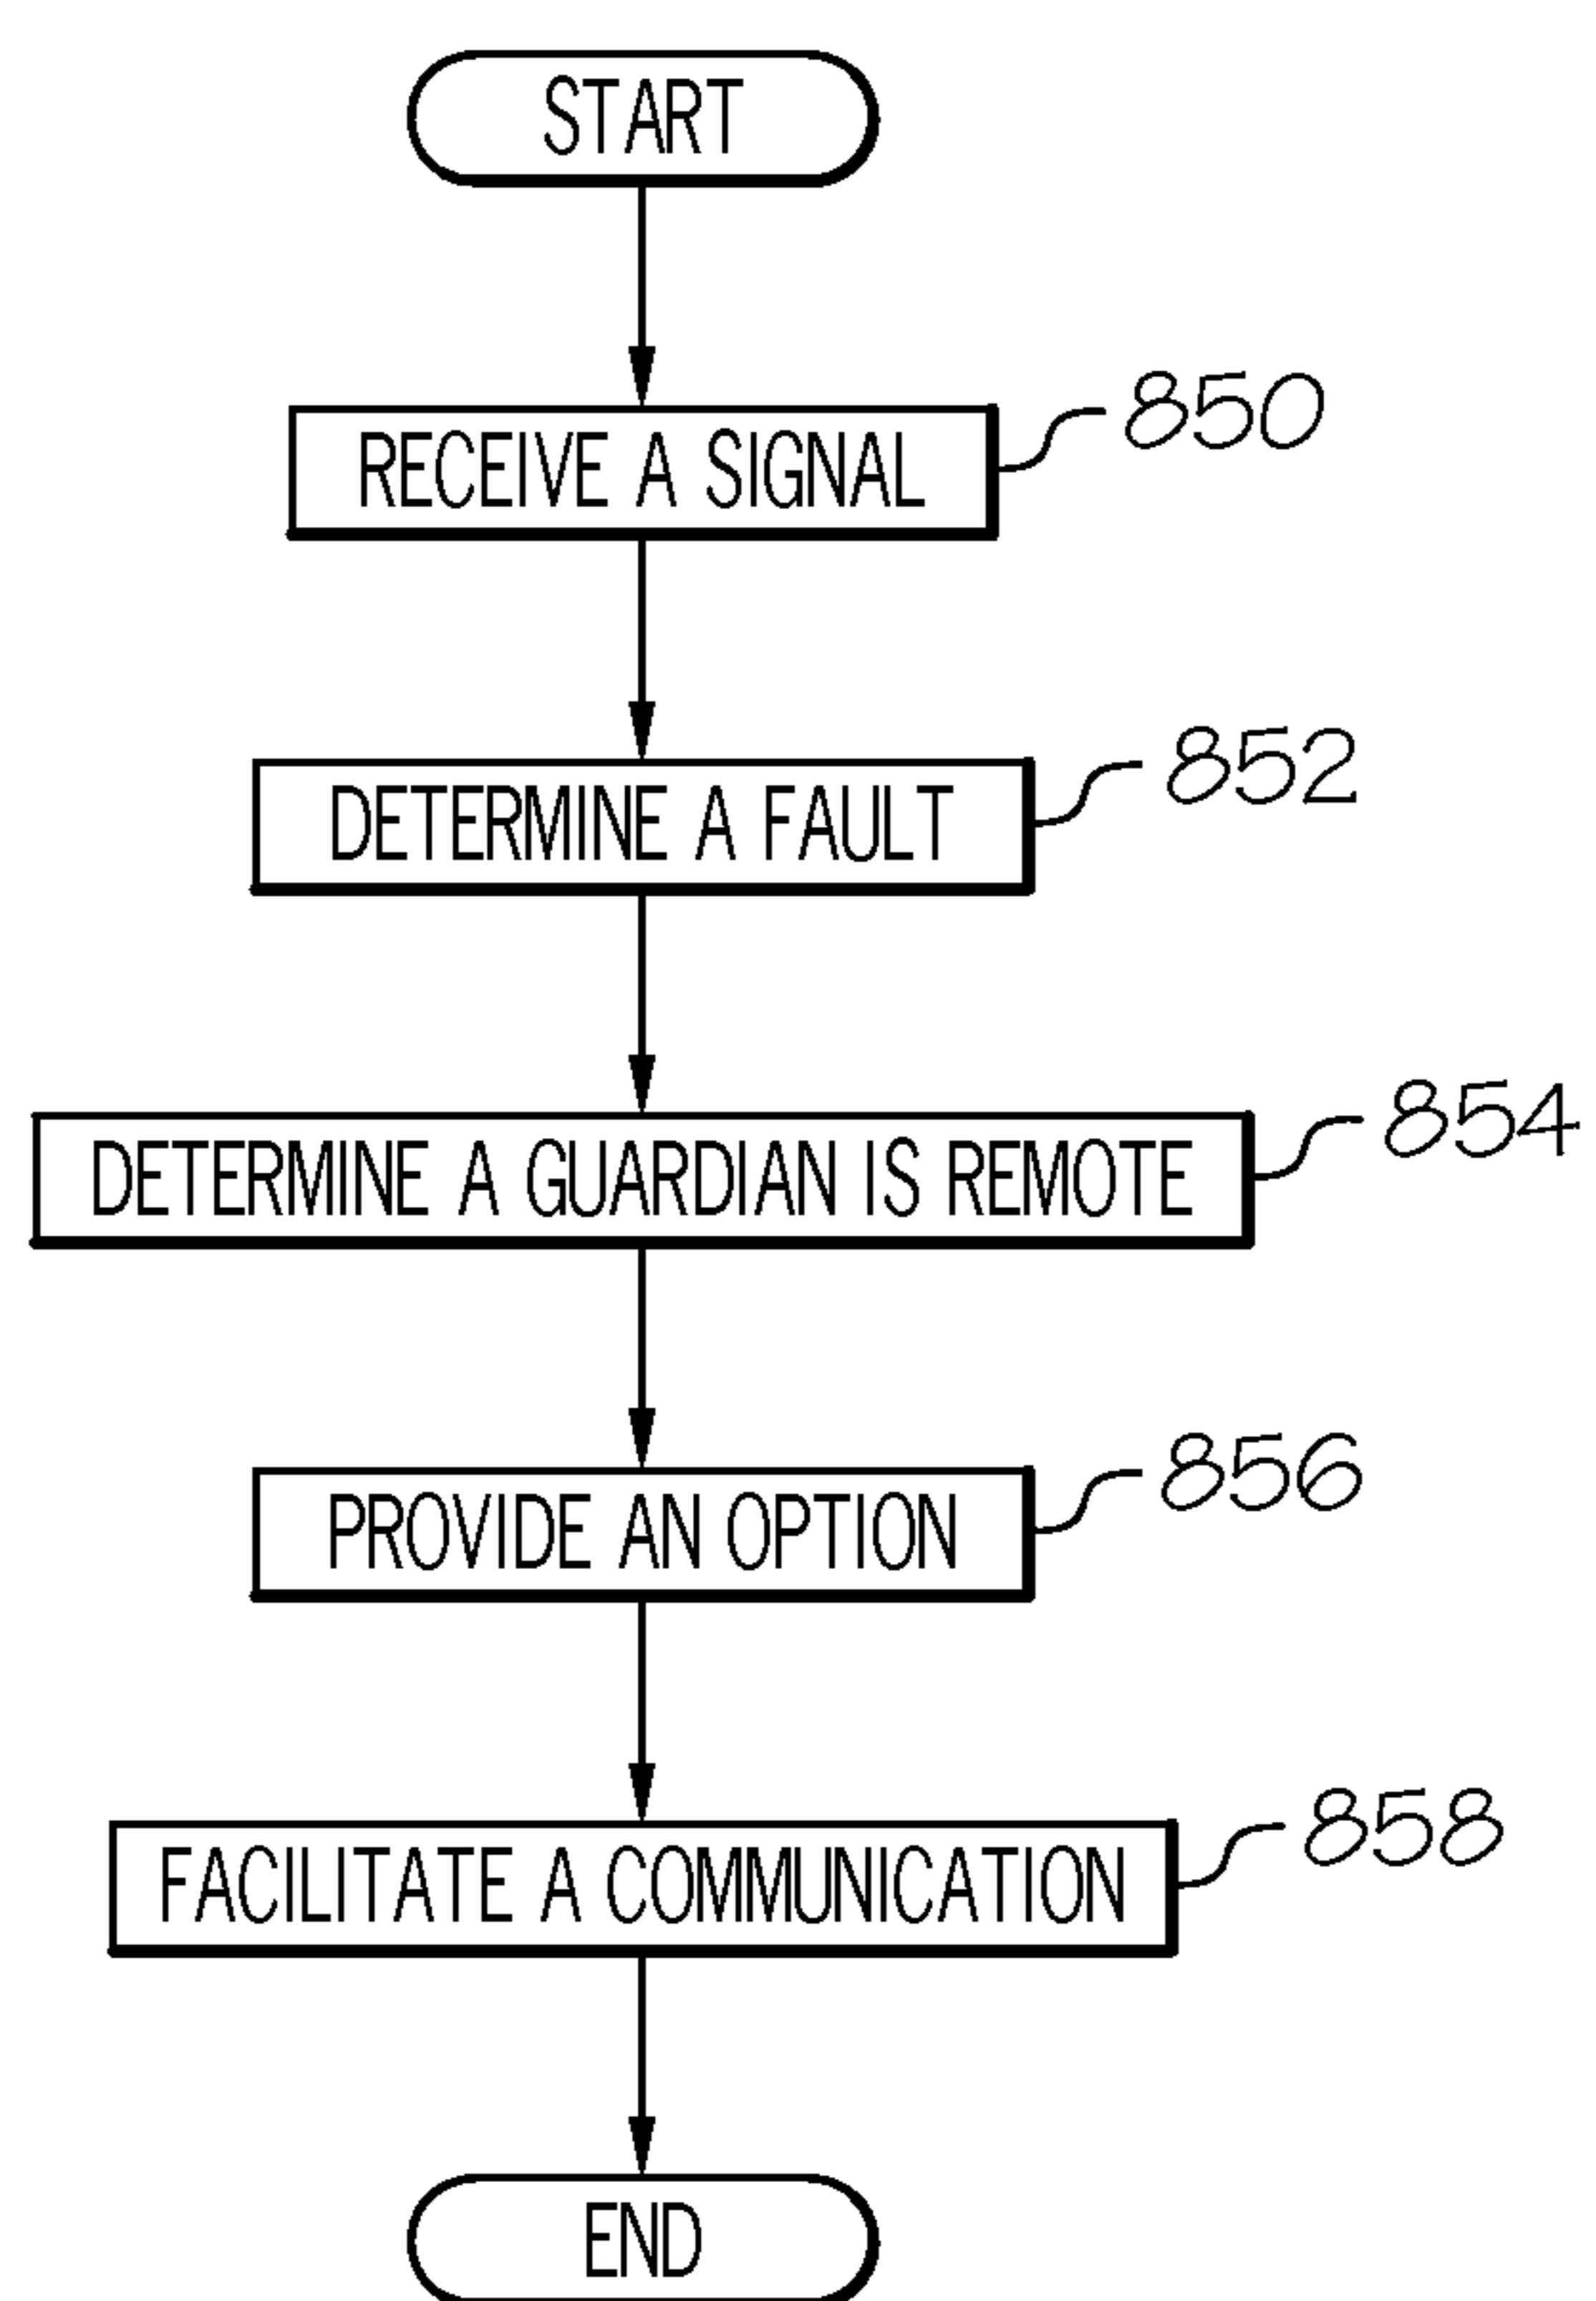 START
RECEIVE A SIGNAL
850
DETERMINE A FAULT
852
DETERMINE A GUARDIAN IS REMOTE
854
PROVIDE AN OPTION
856
FACILITATE A COMMUNICATION
858
END